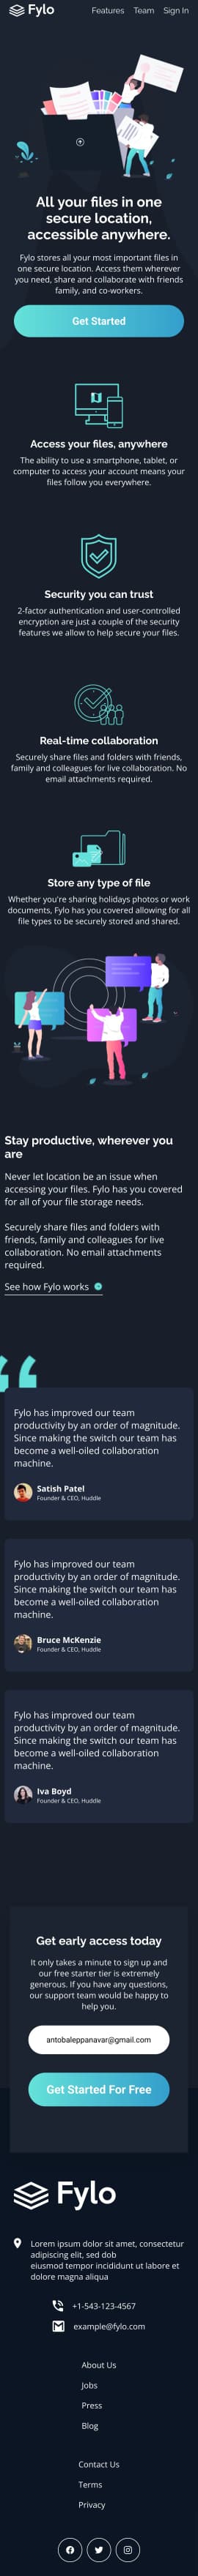 Fylo
Features Team Sign In
All your files in one
secure location,
accessible anywhere.
Fylo stores all your most important files in
one secure location. Access them wherever
you need, share and collaborate with friends
family, and co-workers.
Get Started
Access your files, anywhere
The ability to use a smartphone, tablet, or
computer to access your account means your
files follow you everywhere.
Security you can trust
2-factor authentication and user-controlled
encryption are just a couple of the security
features we allow to help secure your files.
Real-time collaboration
Securely share files and folders with friends,
family and colleagues for live collaboration. No
email attachments required.
Store any type of file
Whether you're sharing holidays photos or work
documents, Fylo has you covered allowing for all
file types to be securely stored and shared.
Stay productive, wherever you
are
Never let location be an issue when
accessing your files. Fylo has you covered
for all of your file storage needs.
Securely share files and folders with
friends, family and colleagues for live
collaboration. No email attachments
required.
See how Fylo works
Fylo has improved our team
productivity by an order of magnitude.
Since making the switch our team has
become a well-oiled collaboration
machine.
Satish Patel
Founder & CEO, Huddle
Fylo has improved our team
productivity by an order of magnitude.
Since making the switch our team has
become a well-oiled collaboration
machine.
Bruce McKenzie
Founder & CEO, Huddle
Fylo has improved our team
productivity by an order of magnitude.
Since making the switch our team has
become a well-oiled collaboration
machine.
Iva Boyd
Founder & CEO, Huddle
Get early access today
It only takes a minute to sign up and
our free starter tier is extremely
generous. If you have any questions,
our support team would be happy to
help you.
antobaleppanavar@gmail.com
Get Started For Free
Fylo
Lorem ipsum dolor sit amet, consectetur
adipiscing elit, sed dob
eiusmod tempor incididunt ut labore et
dolore magna aliqua
+1-543-123-4567
example@fylo.com
About Us
Jobs
Press
Blog
Contact Us
Terms
Privacy